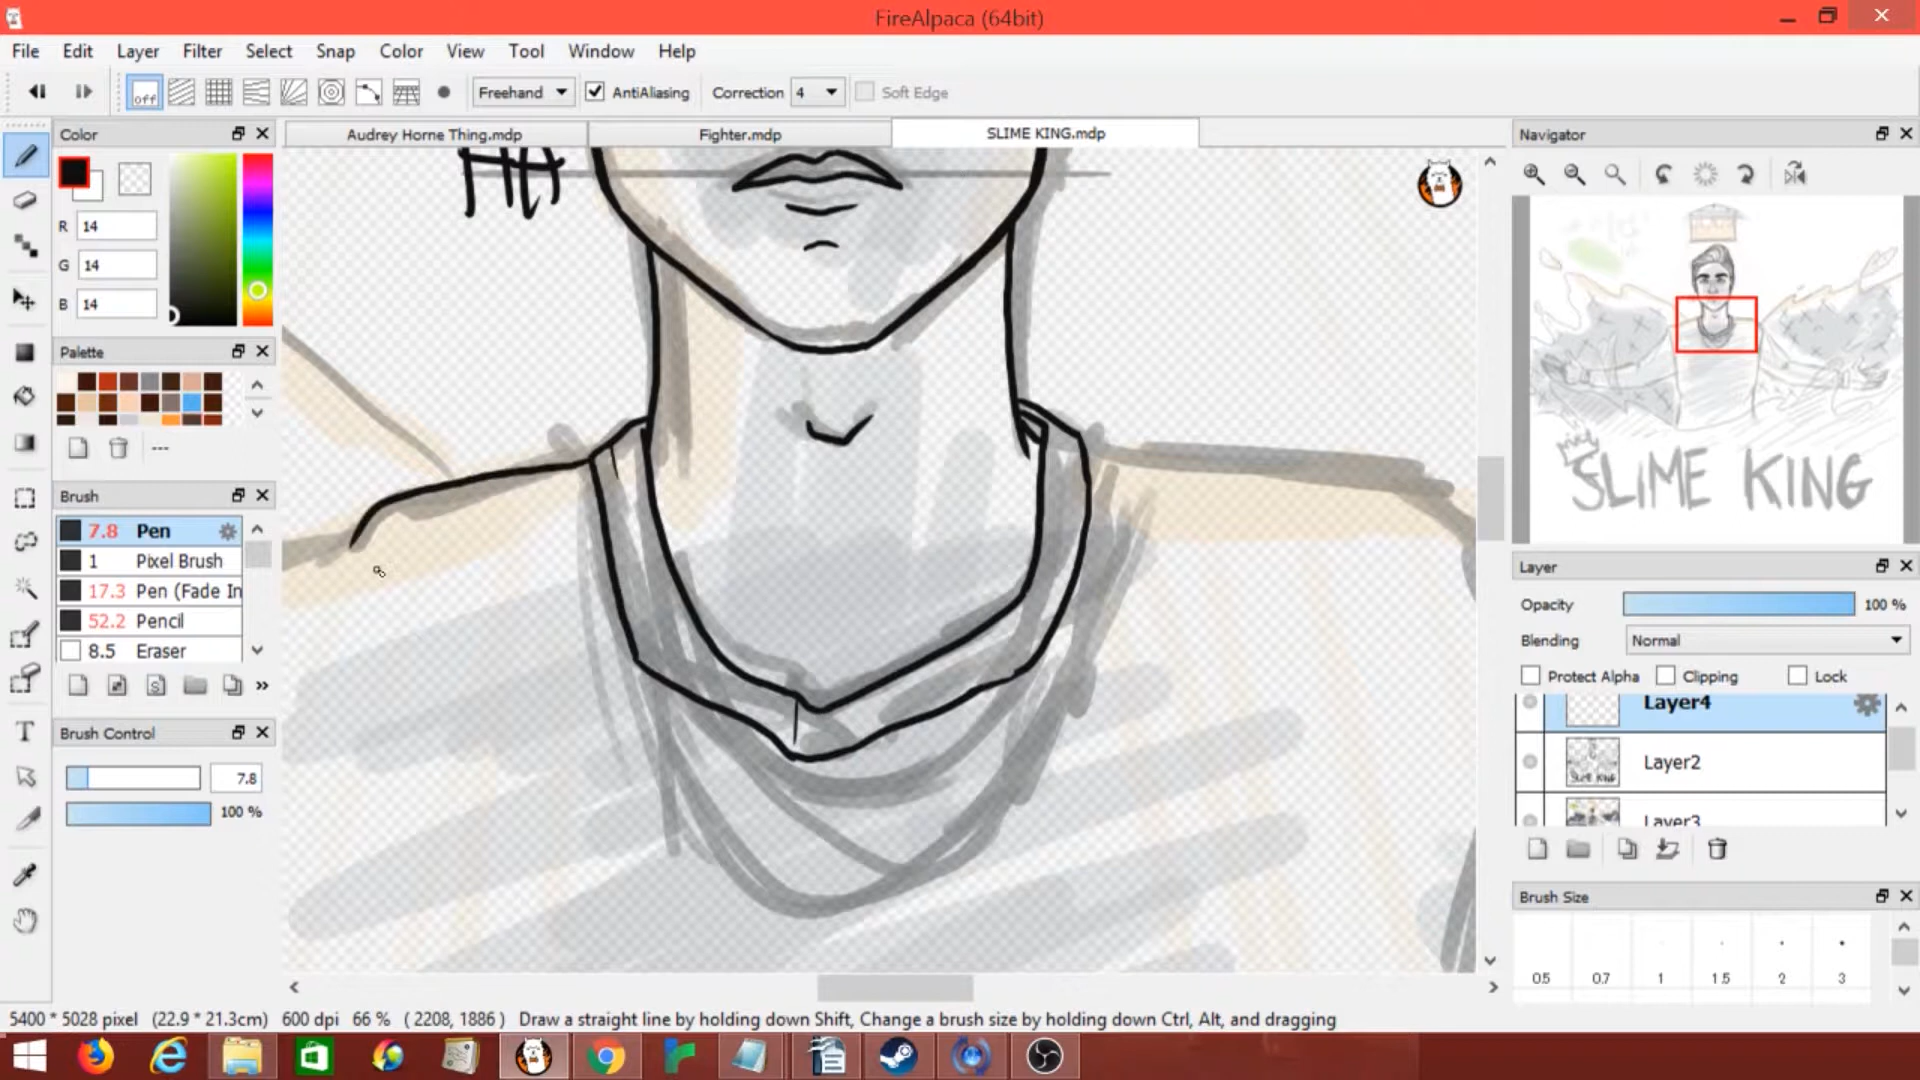 FireAlpaca (64bit)
File Edit Layer Filter Select Snap Color View Tool Window Help
off Freehand AntiAliasing Correction 4 Soft Edge
Color
Audrey Horne Thing.mdp Fighter.mdp SLIME KING.mdp
Navigator
R 14
G 14
B 14
Palette
---
SLIME KING
Brush
7.8 Pen
1 Pixel Brush
17.3 Pen (Fade In
52.2 Pencil
8.5 Eraser
Layer
Opacity 100 %
Blending Normal
Protect Alpha Clipping Lock
Layer4
Layer2
Layer3
Brush Control
7.8
100 %
Brush Size
0.5 0.7 1 1.5 2 3
5400 * 5028 pixel (22.9 * 21.3cm) 600 dpi 66 % ( 2208, 1886 ) Draw a straight line by holding down Shift, Change a brush size by holding down Ctrl, Alt, and dragging